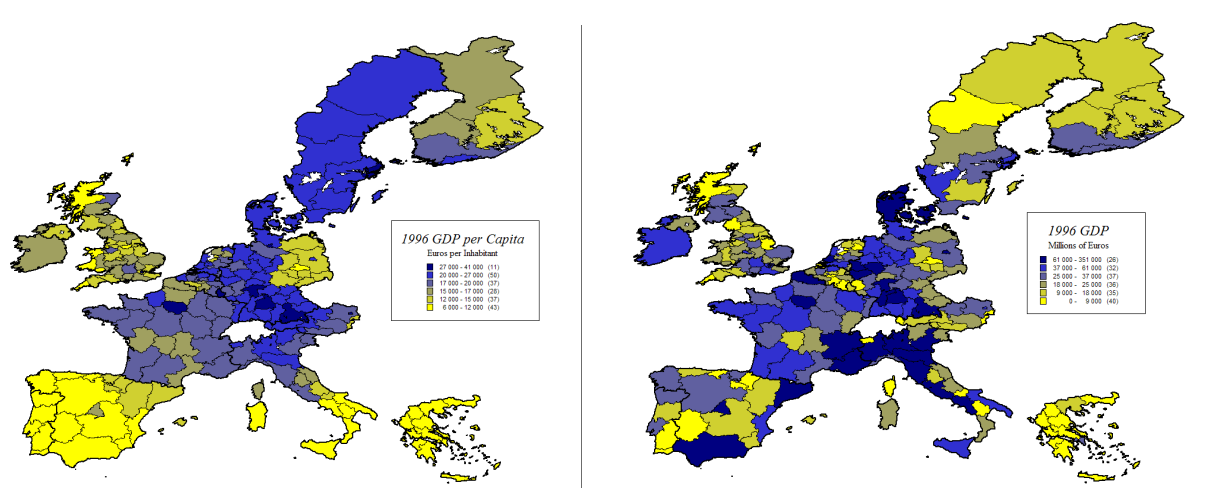 1996 GDP per Capita
Euros per Inhabitant
27 000 - 41 000 (11)
20 000 - 27 000 (50)
17 000 - 20 000 (37)
15 000 - 17 000 (28)
12 000 - 15 000 (37)
6 000 - 12 000 (43)
1996 GDP
Millions of Euros
61 000 - 351 000 (26)
37 000 - 61 000 (32)
25 000 - 37 000 (37)
18 000 - 25 000 (36)
9 000 - 18 000 (35)
0 - 9 000 (40)